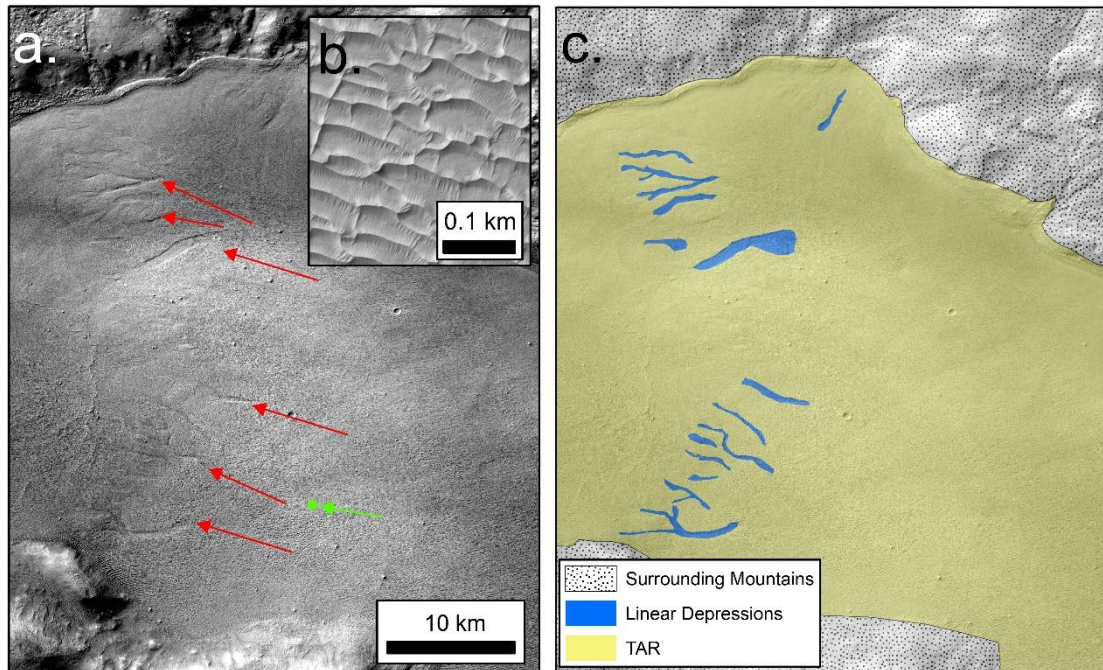 a.
b.
0.1 km
10 km
c.
Surrounding Mountains
Linear Depressions
TAR